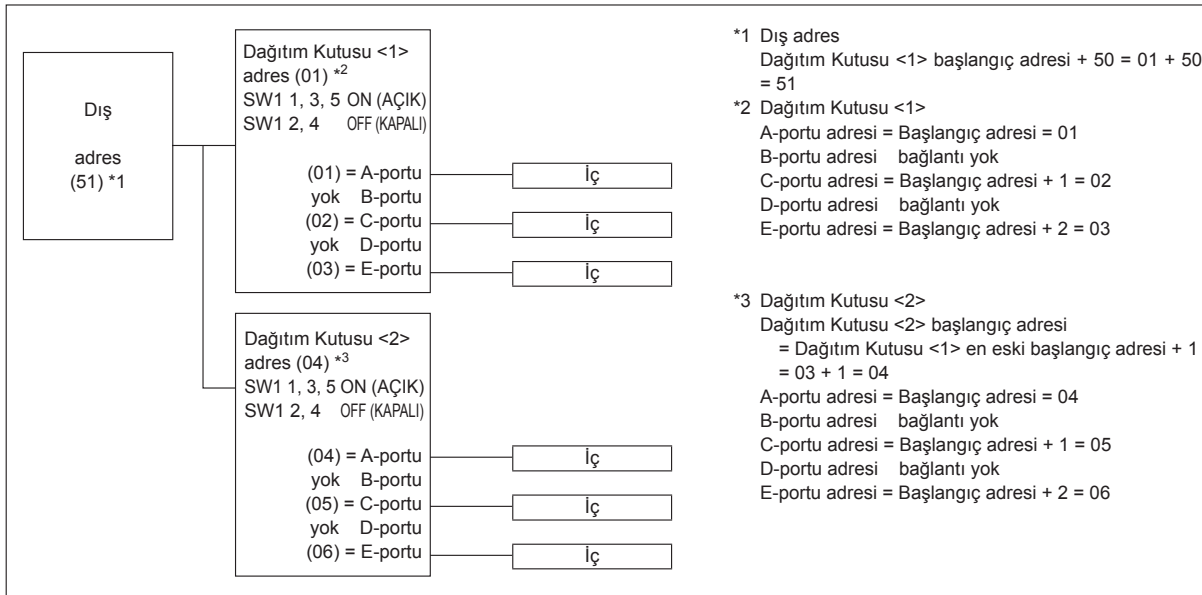 Dış
adres
(51) *1
Dağıtım Kutusu <1>
adres (01) *2
SW1 1, 3, 5 ON (AÇIK)
SW1 2, 4 OFF (KAPALI)
(01) = A-portu
yok B-portu
(02) = C-portu
yok D-portu
(03) = E-portu
İç
İç
İç
Dağıtım Kutusu <2>
adres (04) *3
SW1 1, 3, 5 ON (AÇIK)
SW1 2, 4 OFF (KAPALI)
(04) = A-portu
yok B-portu
(05) = C-portu
yok D-portu
(06) = E-portu
İç
İç
İç
*1 Dış adres
Dağıtım Kutusu <1> başlangıç adresi + 50 = 01 + 50
= 51
*2 Dağıtım Kutusu <1>
A-portu adresi = Başlangıç adresi = 01
B-portu adresi bağlantı yok
C-portu adresi = Başlangıç adresi + 1 = 02
D-portu adresi bağlantı yok
E-portu adresi = Başlangıç adresi + 2 = 03
*3 Dağıtım Kutusu <2>
Dağıtım Kutusu <2> başlangıç adresi
= Dağıtım Kutusu <1> en eski başlangıç adresi + 1
= 03 + 1 = 04
A-portu adresi = Başlangıç adresi = 04
B-portu adresi bağlantı yok
C-portu adresi = Başlangıç adresi + 1 = 05
D-portu adresi bağlantı yok
E-portu adresi = Başlangıç adresi + 2 = 06